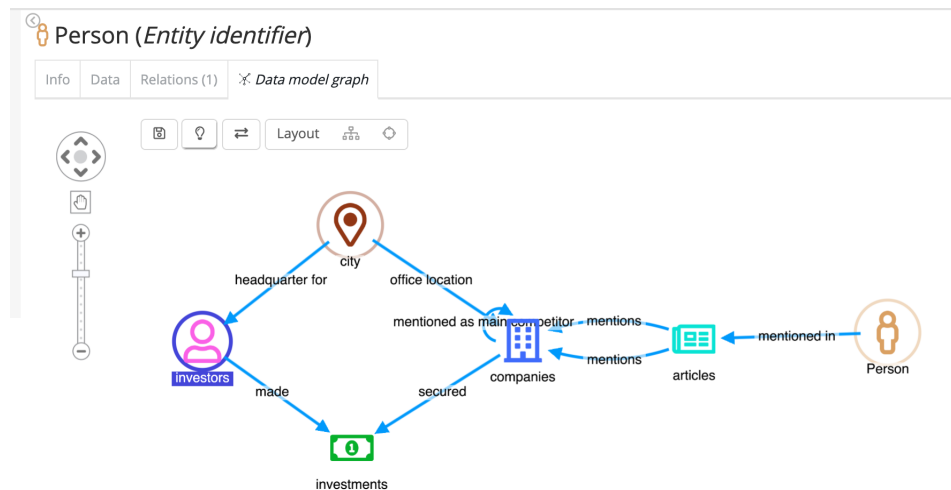 Person (Entity identifier)
Info Data Relations (1) Data model graph
Layout
city
headquarter for
office location
mentioned as main competitor
mentions
mentioned in
mentions
investors
companies
articles
Person
made
secured
1
investments